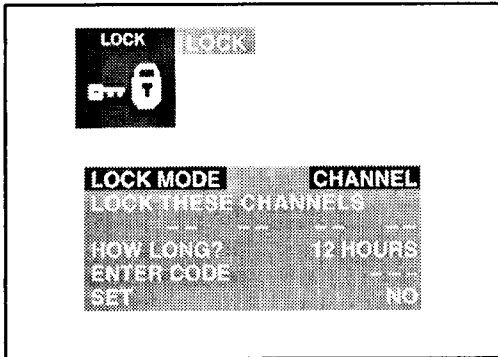 LOCK LOCK
LOCK MODE CHANNEL
LOCK THESE CHANNELS
-- -- -- --
HOW LONG? 12 HOURS
ENTER CODE ---
SET NO